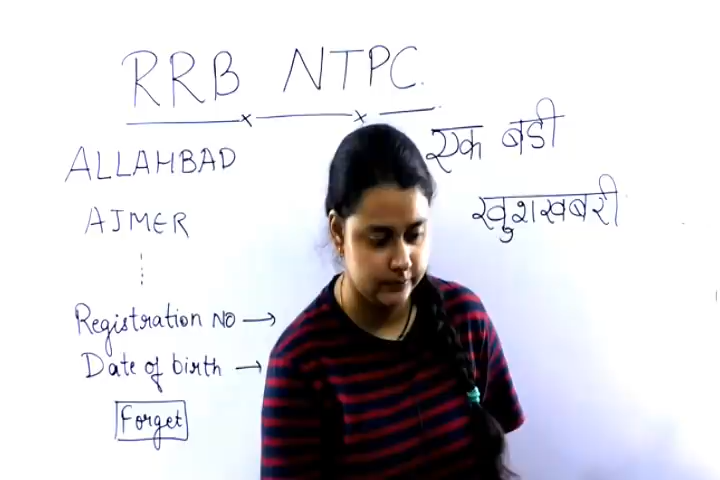 RRB NTPC.
ALLAHBAD
AJMER
Registration NO →
Date of birth →
Forget
एक बडी
खुशखबरी